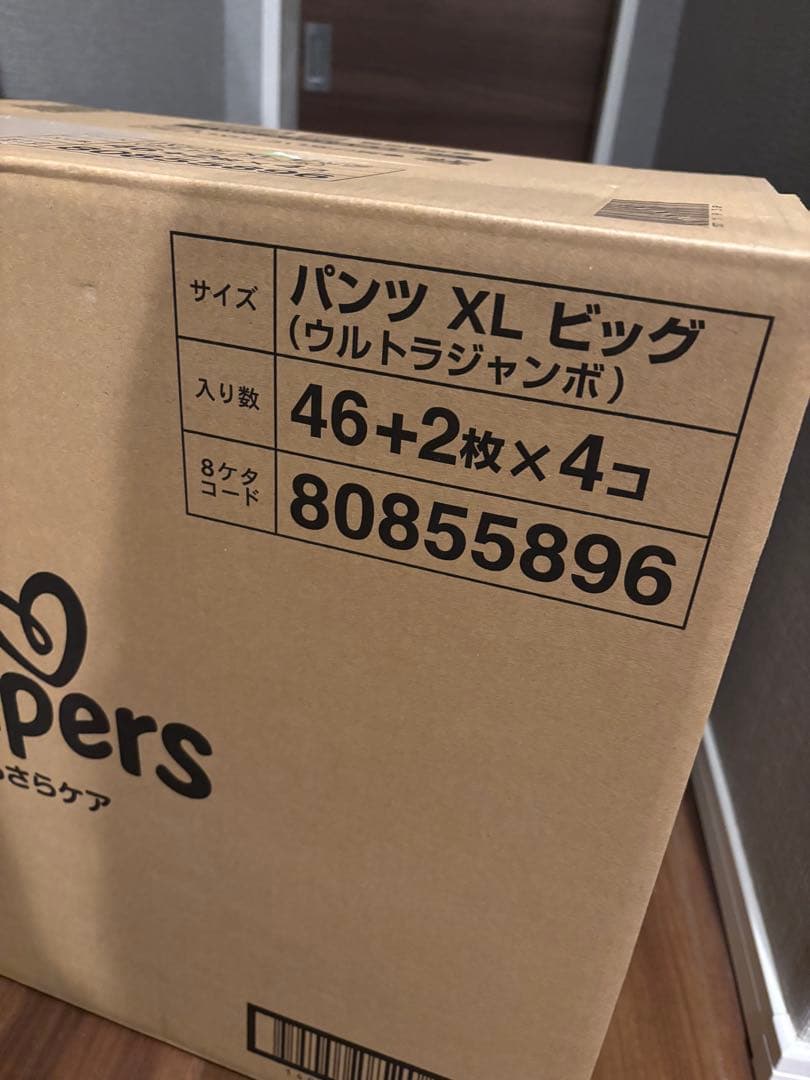 サイズ
パンツ XL ビッグ
(ウルトラジャンボ)
入り数
46+2枚×4コ
8ケタ
コード
80855896
pers
さらケア